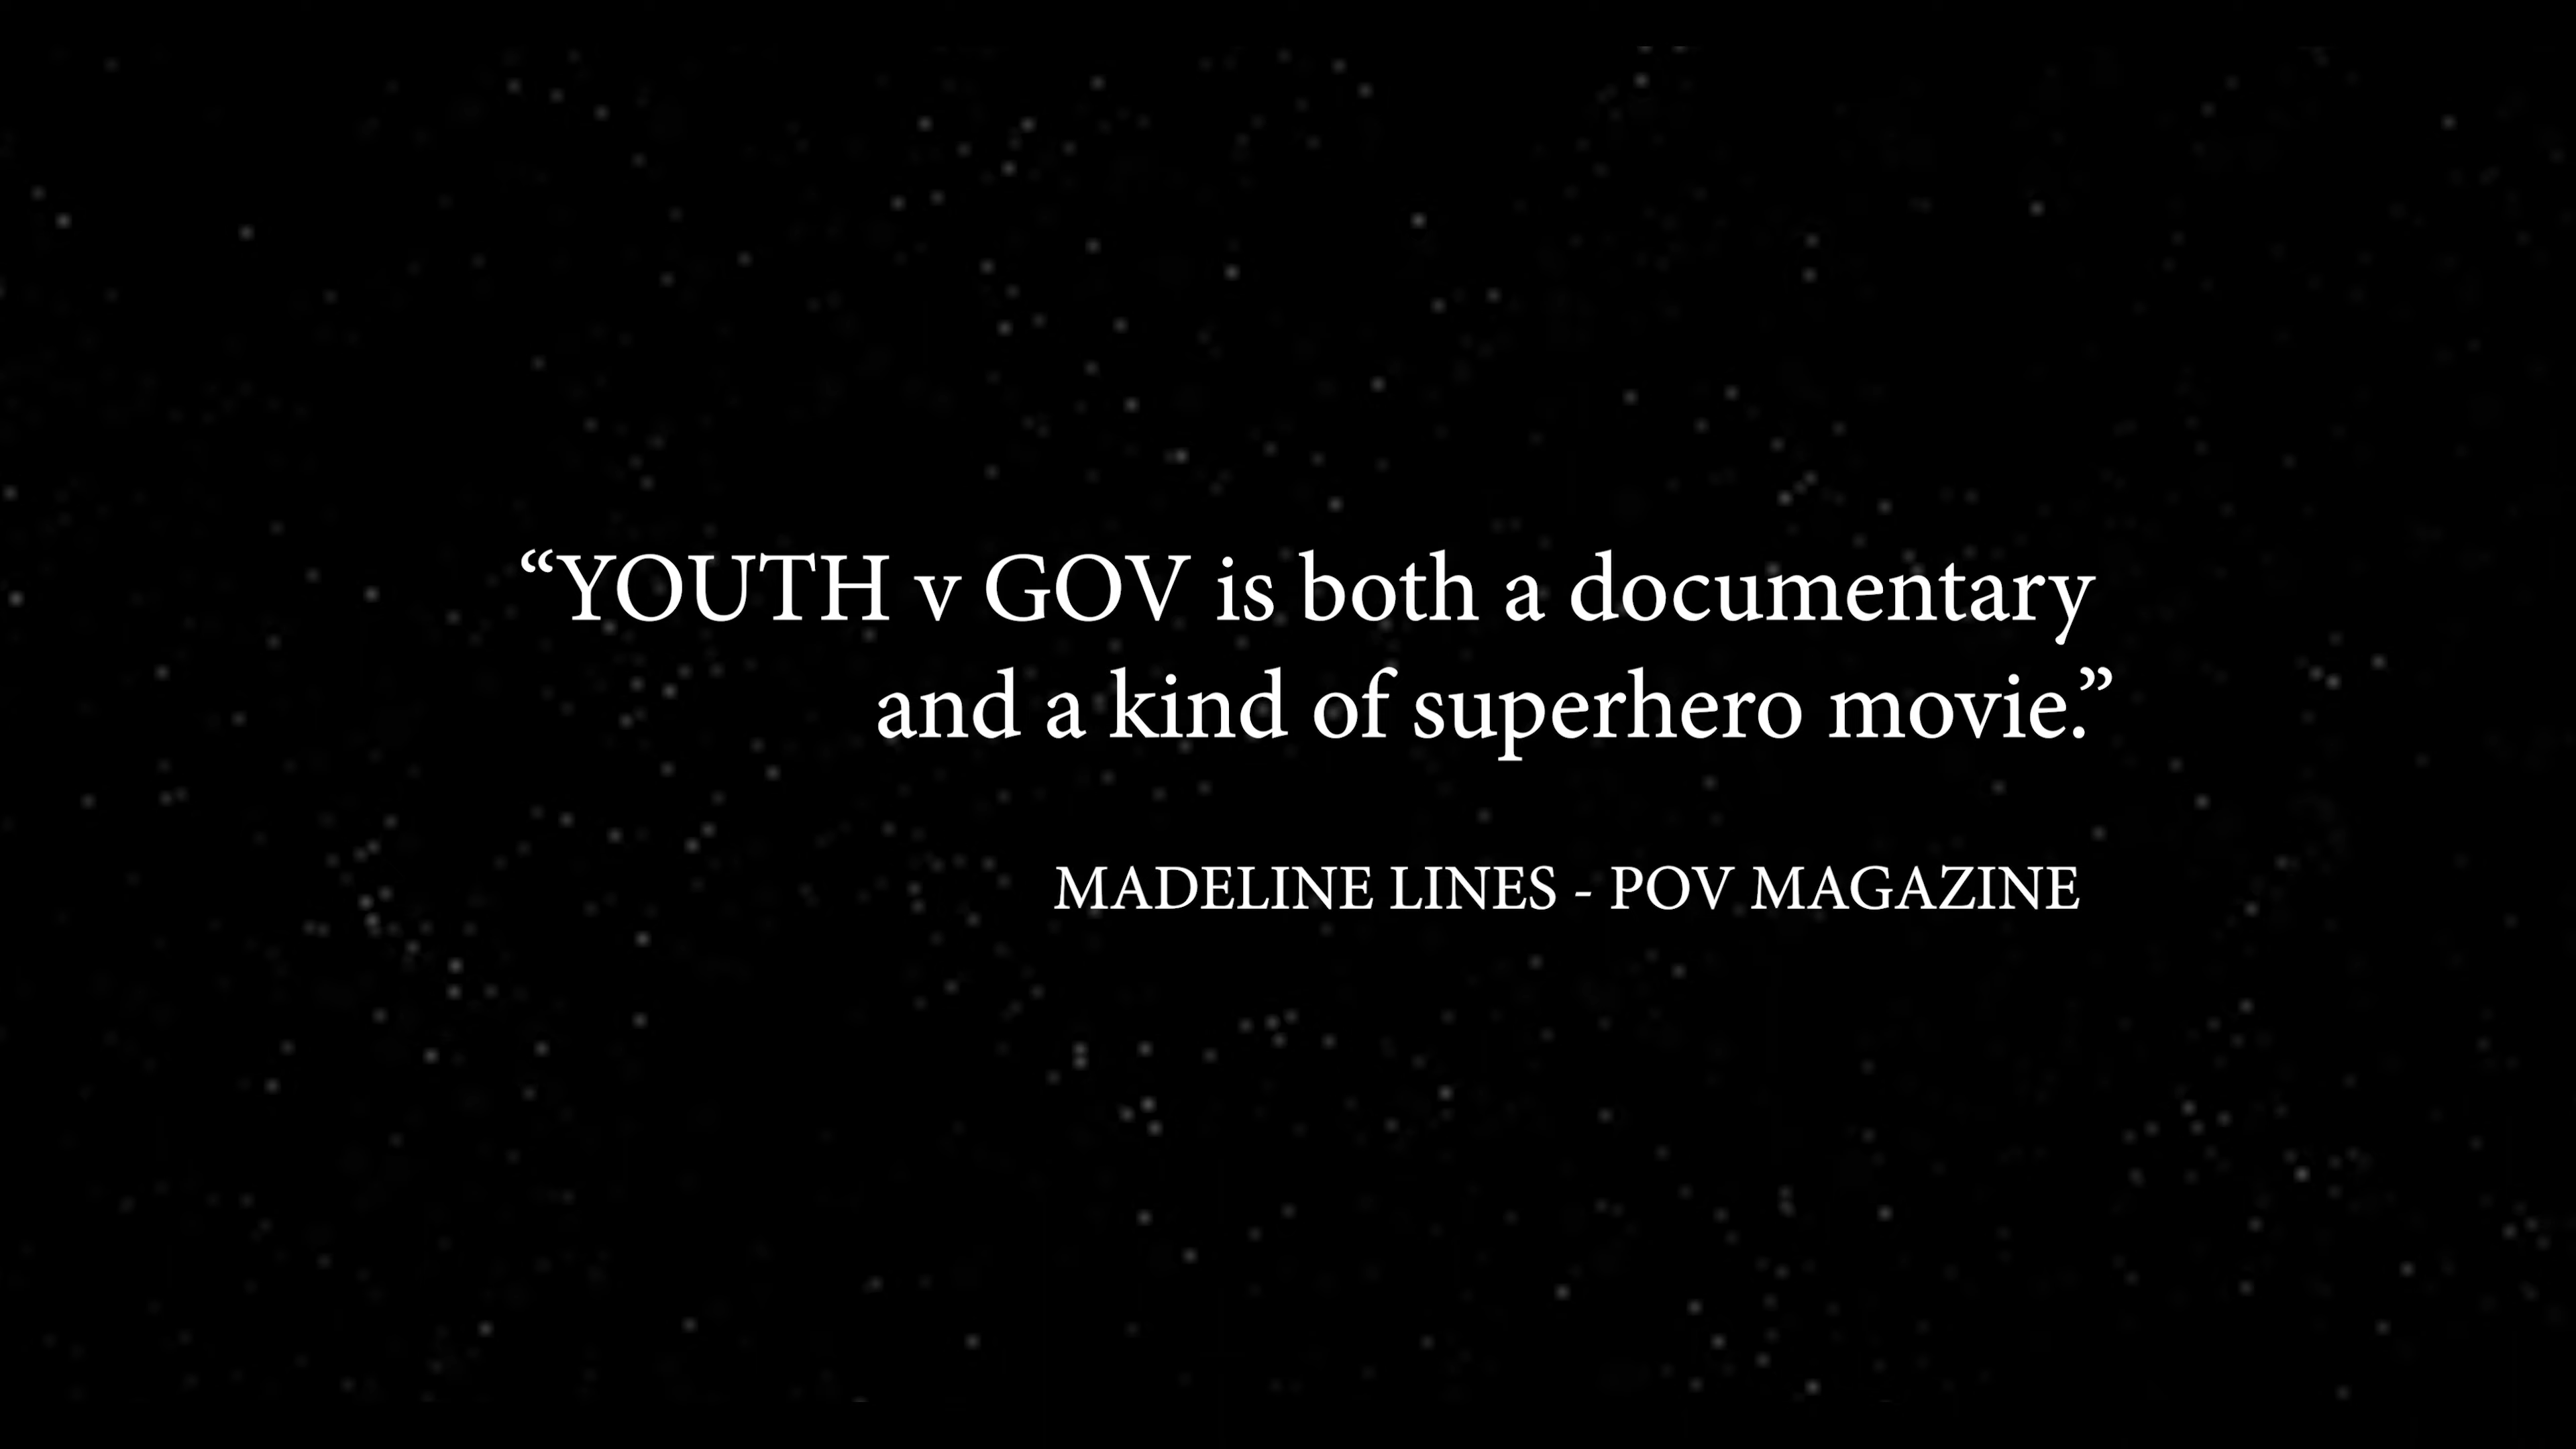 “YOUTH v GOV is both a documentary
and a kind of superhero movie.”
MADELINE LINES - POV MAGAZINE